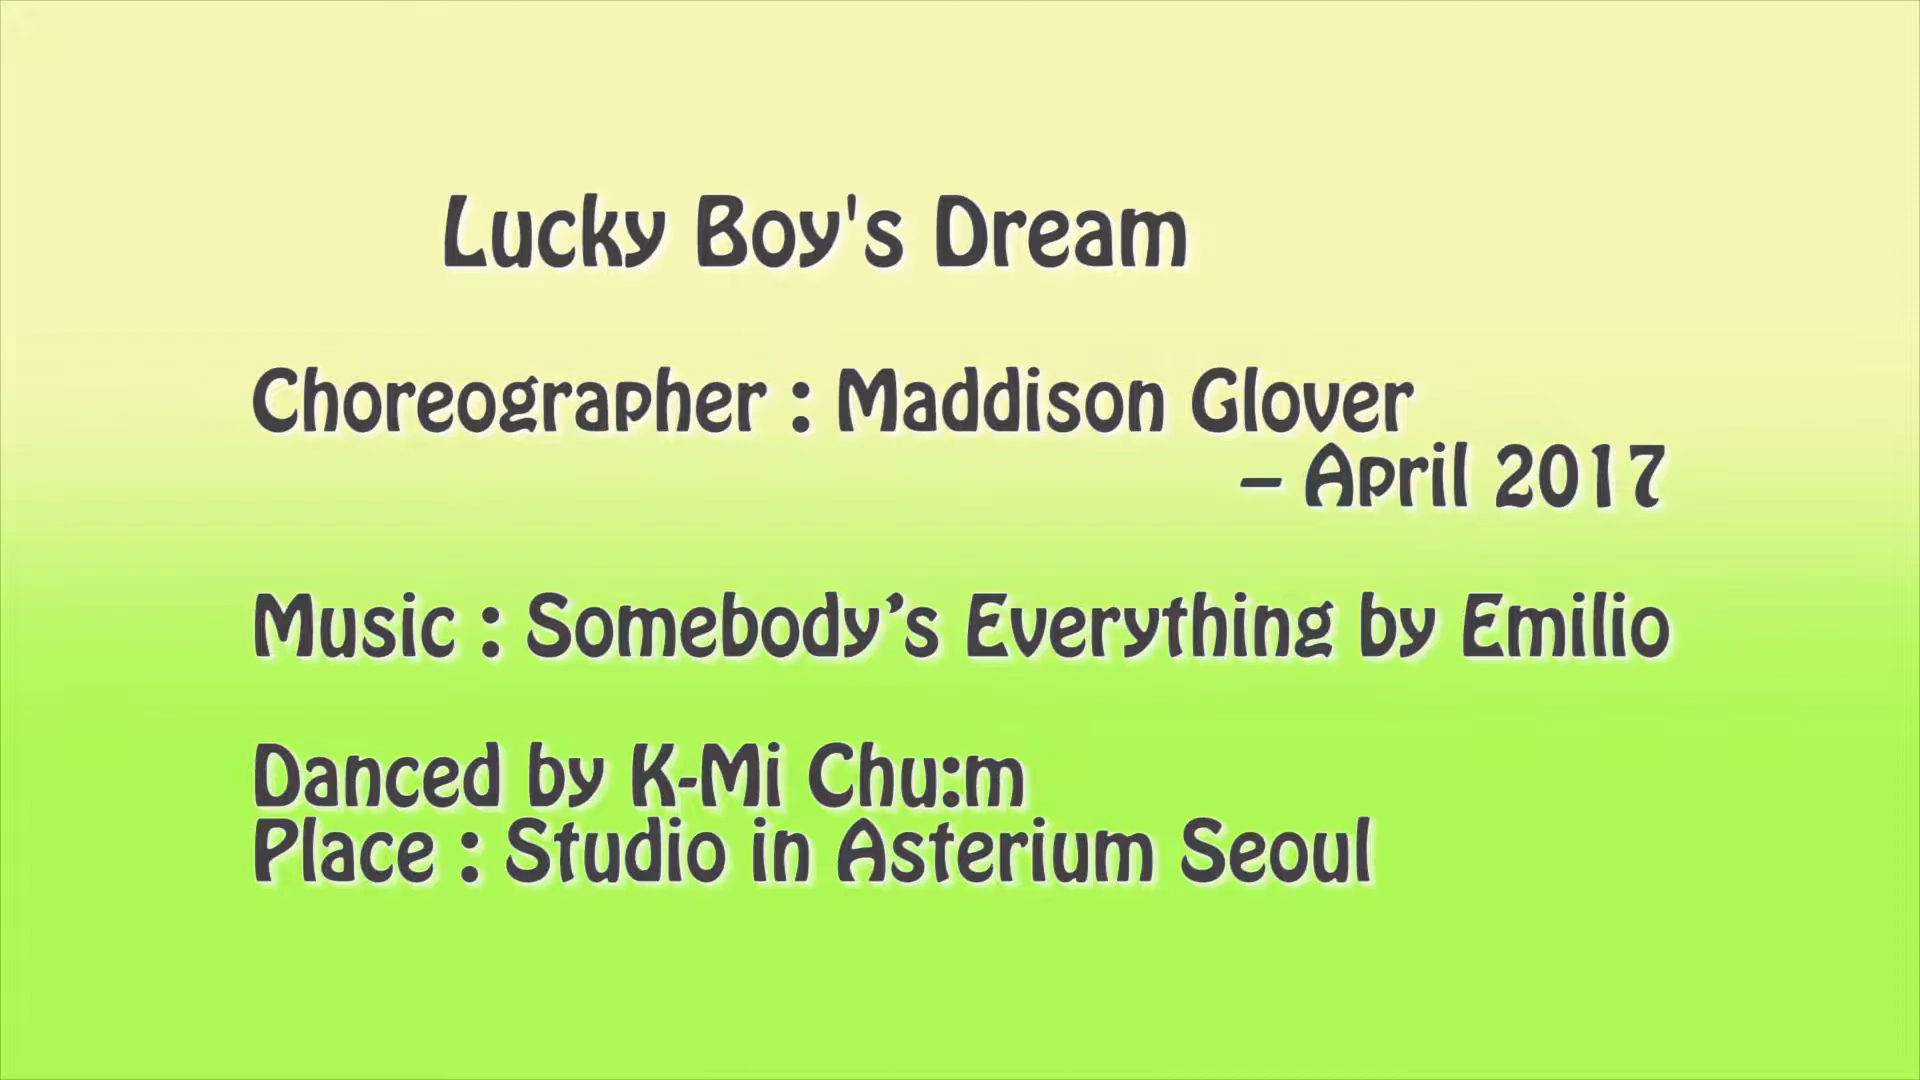 Lucky Boy's Dream
Choreographer : Maddison Glover
– April 2017
Music : Somebody’s Everything by Emilio
Danced by K-Mi Chu:m
Place : Studio in Asterium Seoul